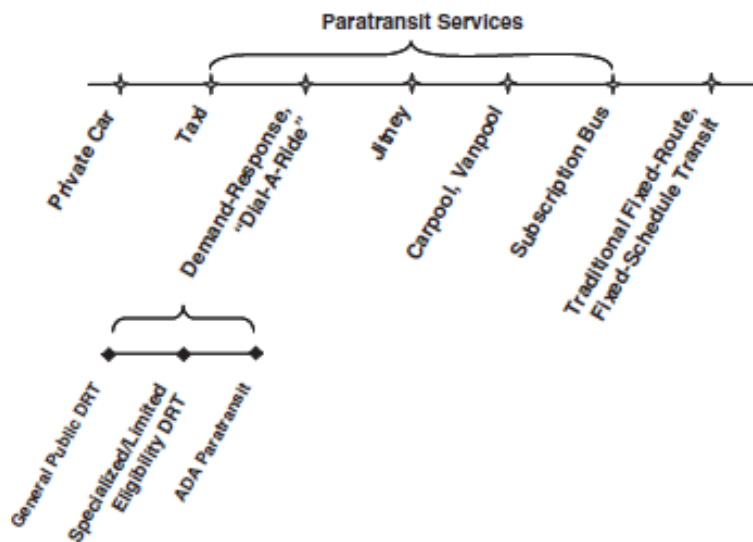 Paratransit Services
Private Car
Taxi
Demand-Response,
"Dial-A-Ride"
Jitney
Carpool, Vanpool
Subscription Bus
Traditional Fixed-Route,
Fixed-Schedule Transit
General Public DRT
Specialized/Limited
Eligibility DRT
ADA Paratransit